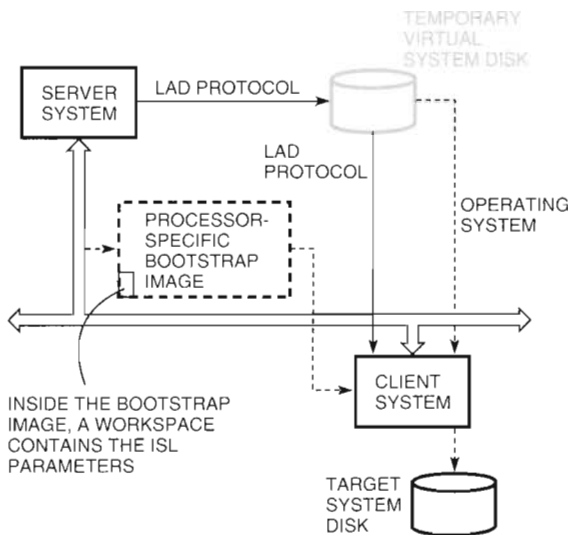 TEMPORARY
VIRTUAL
SYSTEM DISK
SERVER
SYSTEM
LAD PROTOCOL
LAD
PROTOCOL
OPERATING
SYSTEM
PROCESSOR-
SPECIFIC
BOOTSTRAP
IMAGE
CLIENT
SYSTEM
INSIDE THE BOOTSTRAP
IMAGE, A WORKSPACE
CONTAINS THE ISL
PARAMETERS
TARGET
SYSTEM
DISK